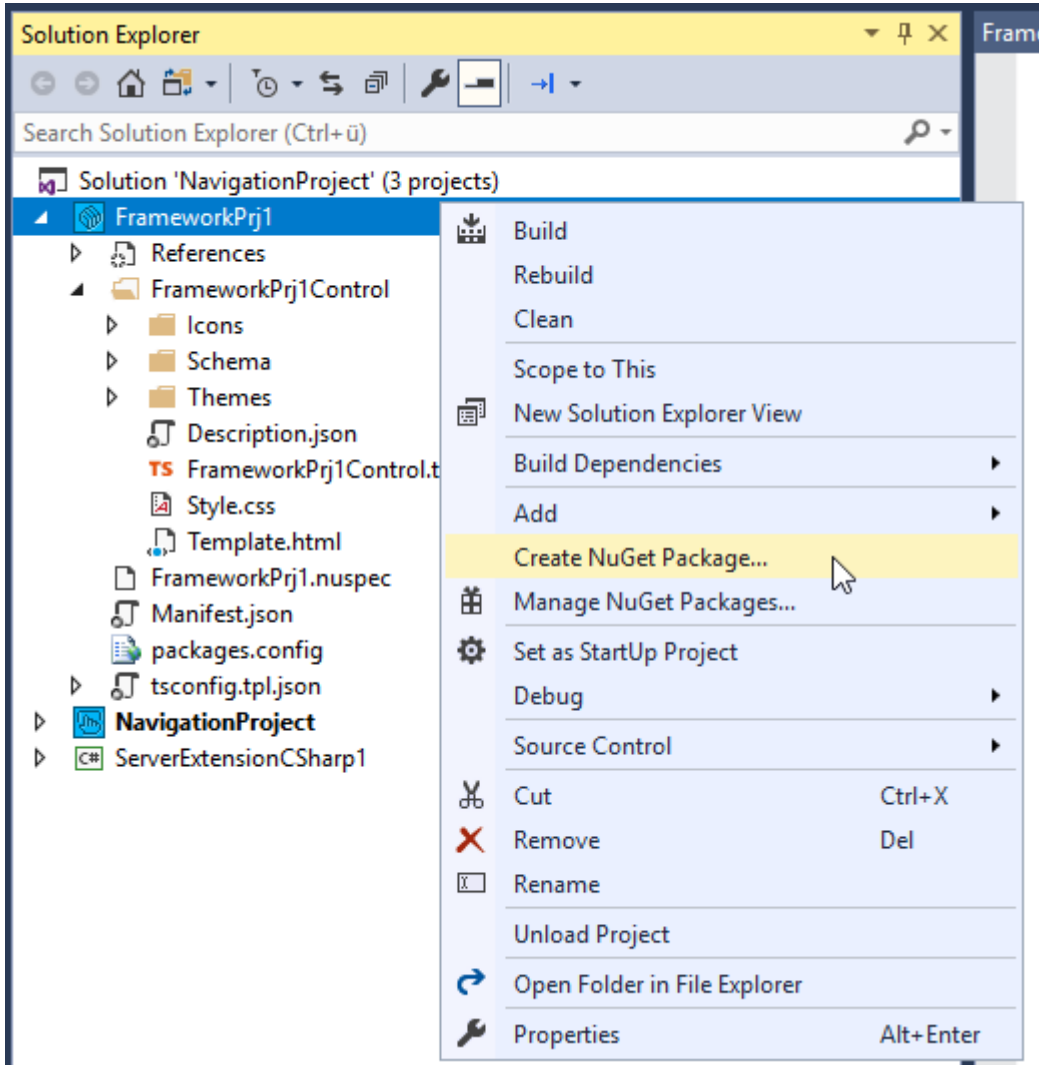 Solution Explorer
Fram
Search Solution Explorer (Ctrl+ü)
Solution 'NavigationProject' (3 projects)
FrameworkPrj1
References
FrameworkPrj1Control
Icons
Schema
Themes
Description.json
TS FrameworkPrj1Control.t
Style.css
Template.html
FrameworkPrj1.nuspec
Manifest.json
packages.config
tsconfig.tpl.json
NavigationProject
C# ServerExtensionCSharp1
Build
Rebuild
Clean
Scope to This
New Solution Explorer View
Build Dependencies
Add
Create NuGet Package...
Manage NuGet Packages...
Set as StartUp Project
Debug
Source Control
Cut Ctrl+X
Remove Del
Rename
Unload Project
Open Folder in File Explorer
Properties Alt+Enter